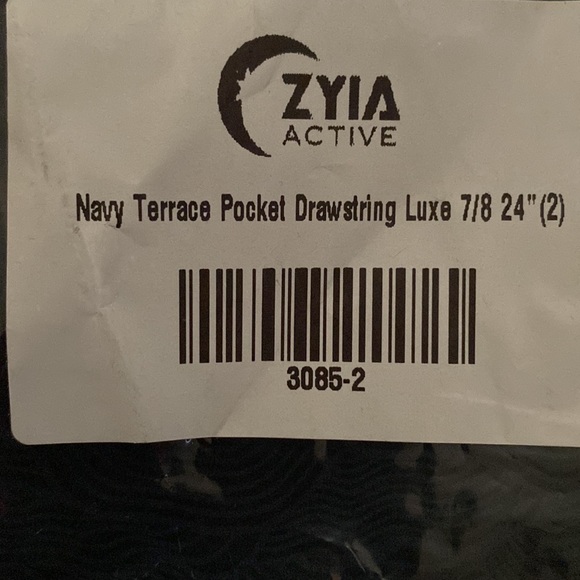 ZYIA
ACTIVE
Navy Terrace Pocket Drawstring Luxe 7/8 24"(2)
3085-2